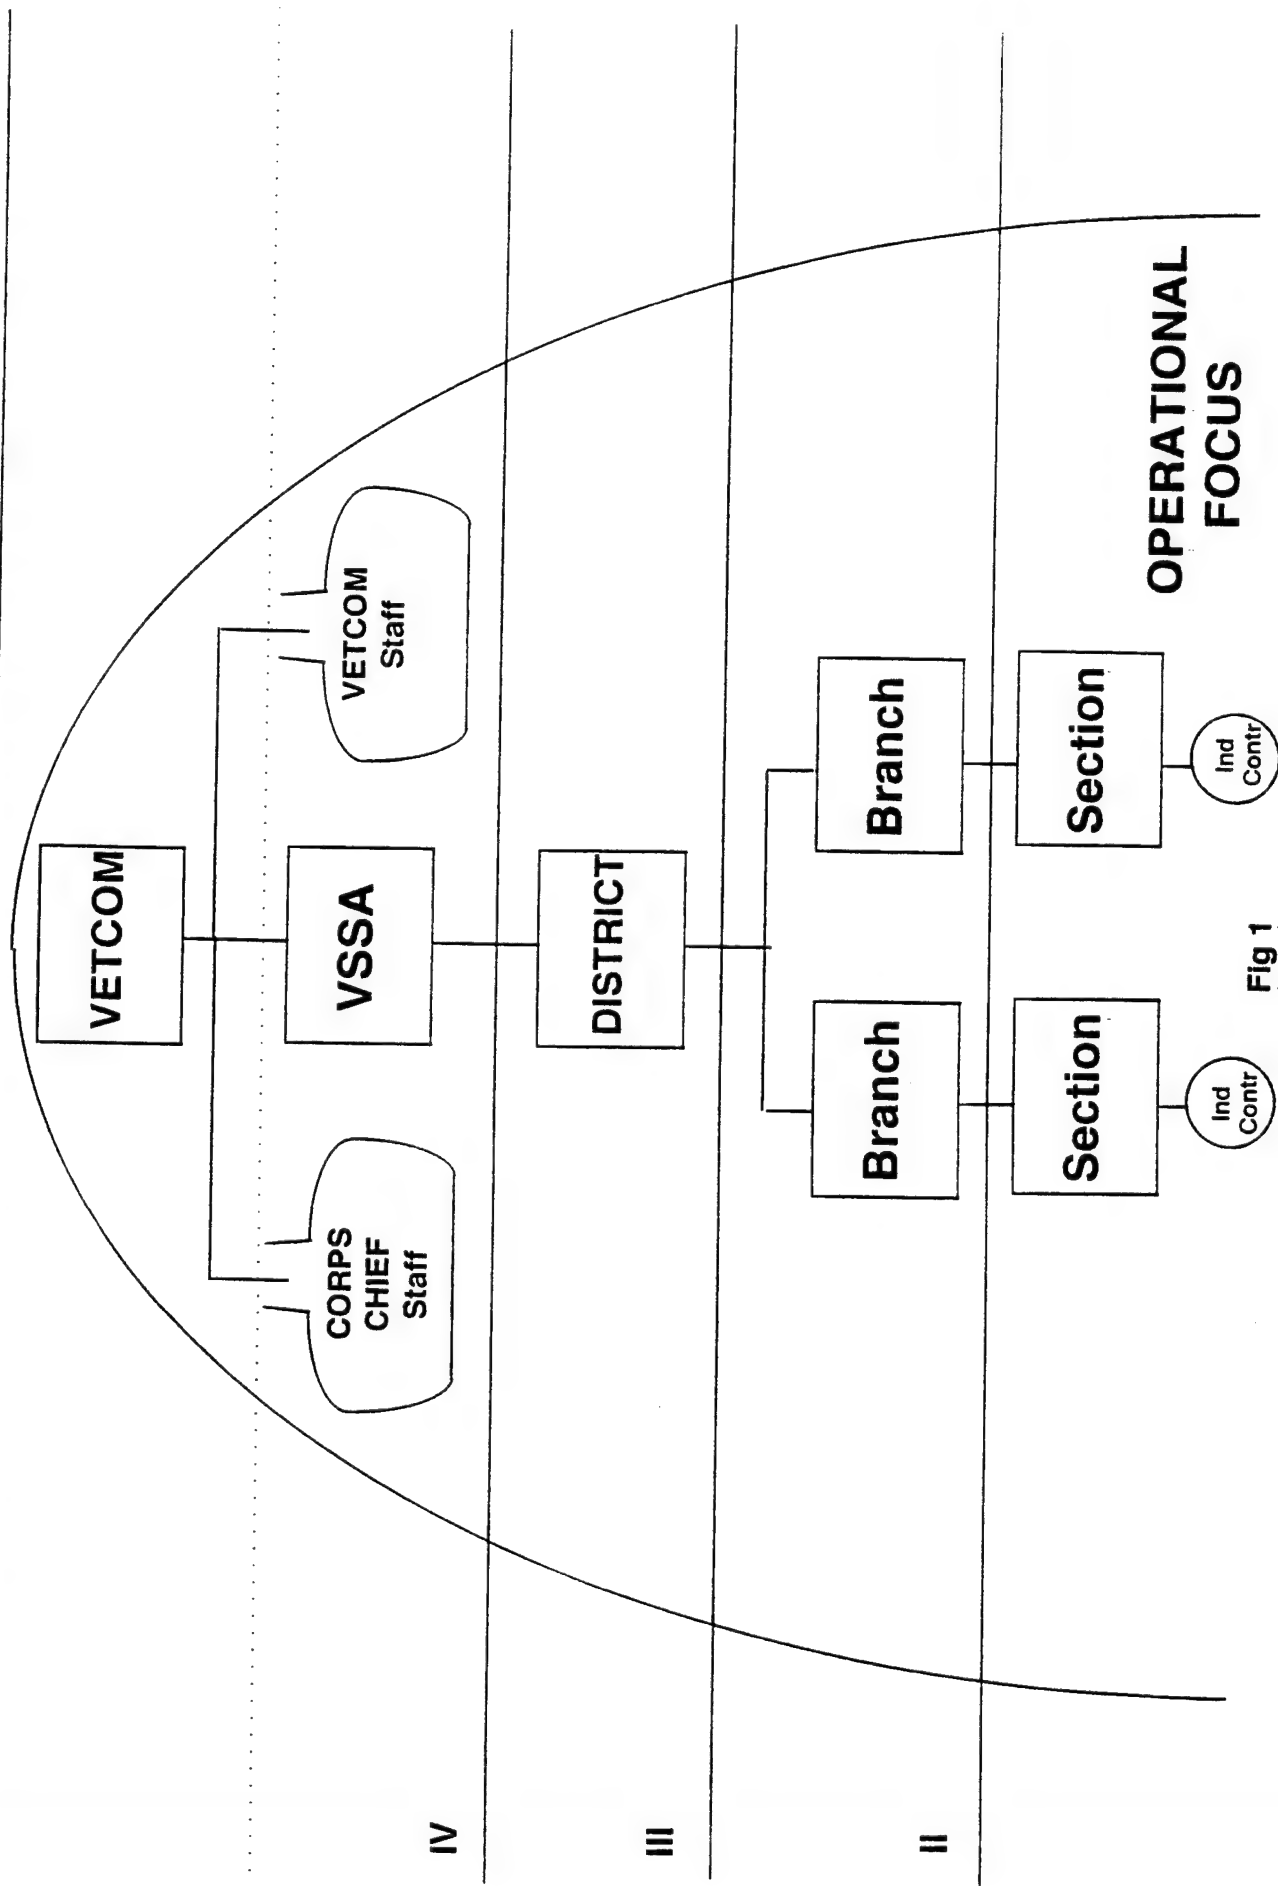 VETCOM
CORPS
CHIEF
Staff
VSSA
VETCOM
Staff
IV
DISTRICT
III
Branch
Branch
II
Section
Section
Ind
Contr
Ind
Contr
OPERATIONAL
FOCUS
Fig 1